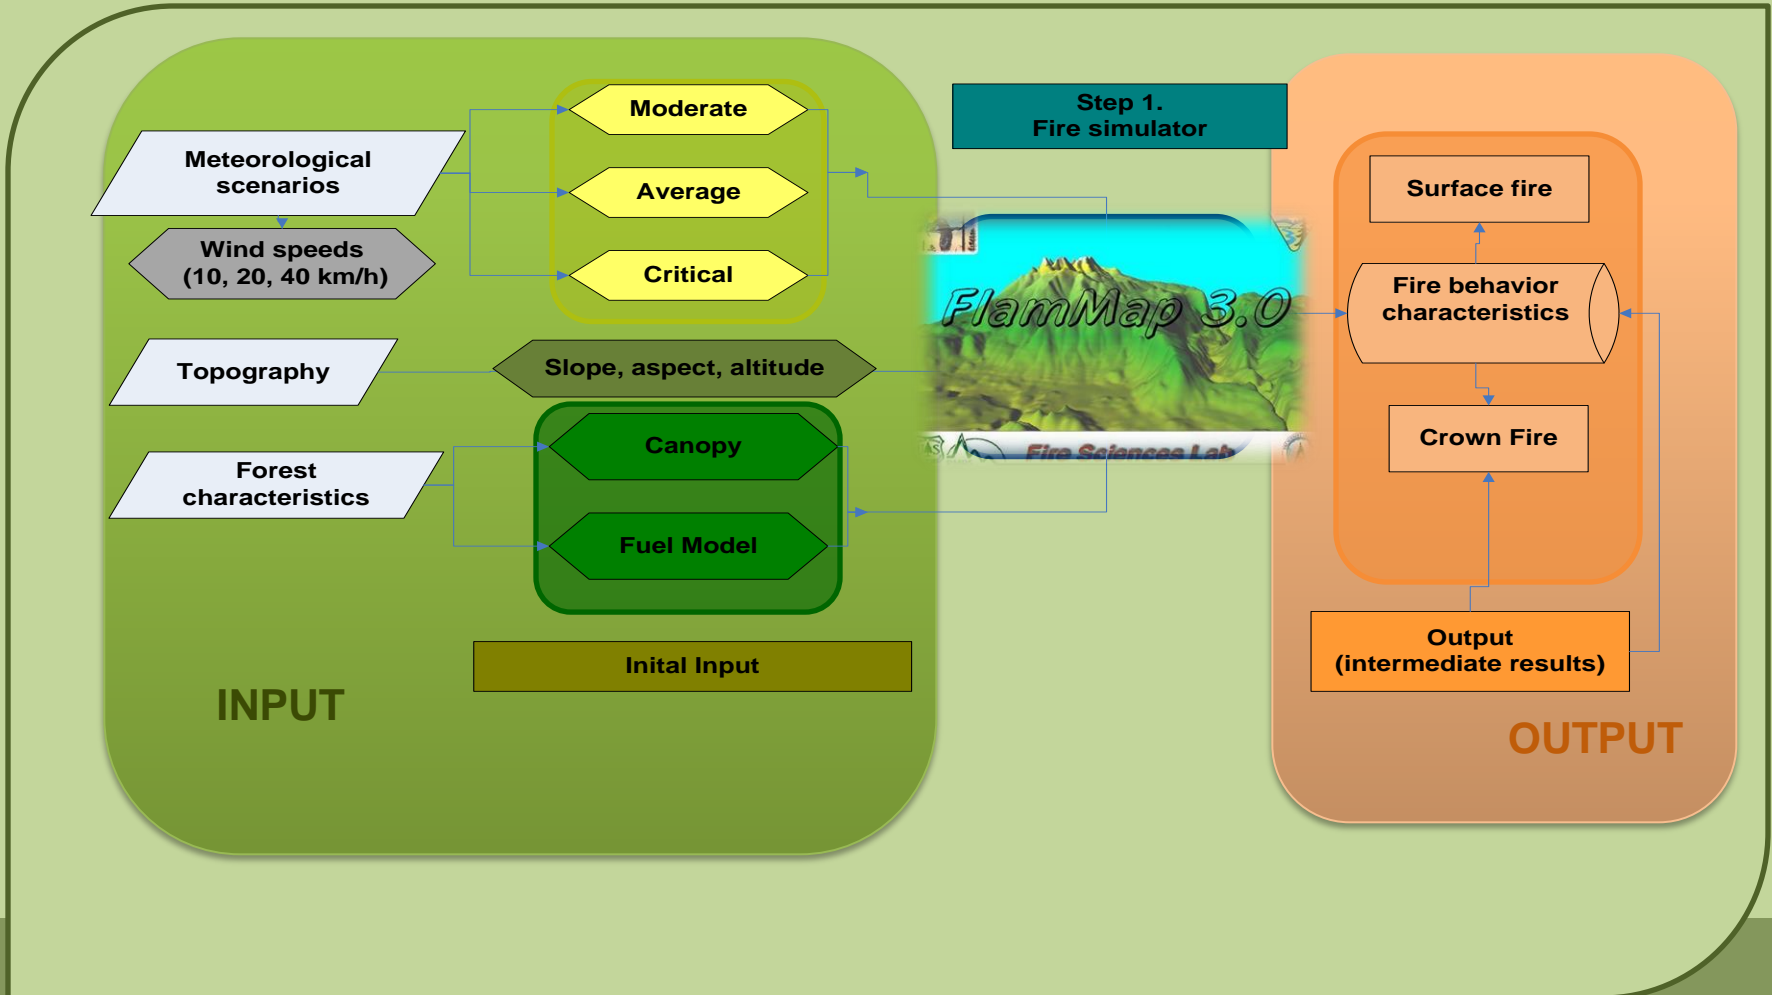 Meteorological
scenarios
Wind speeds
(10, 20, 40 km/h)
Topography
Forest
characteristics
Moderate
Average
Critical
Slope, aspect, altitude
Canopy
Fuel Model
Inital Input
INPUT
Step 1.
Fire simulator
FlamMap 3.0
Fire Sciences Lab
Surface fire
Fire behavior
characteristics
Crown Fire
Output
(intermediate results)
OUTPUT